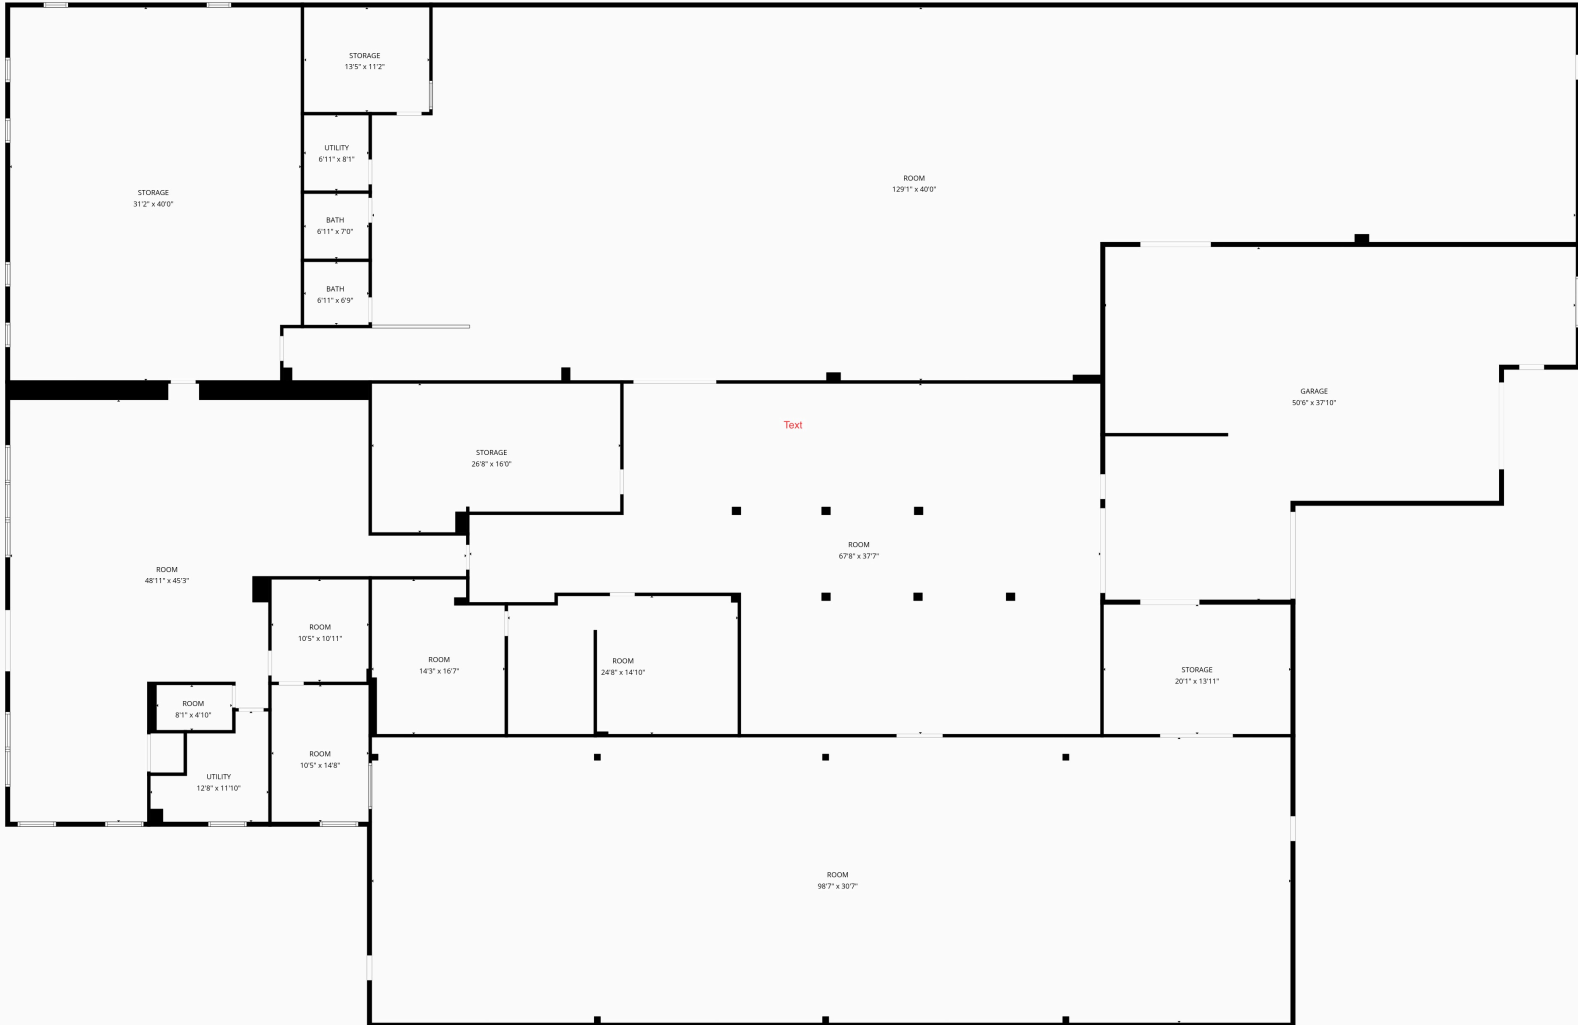 STORAGE
13'5" x 11'2"
UTILITY
6'11" x 8'1"
STORAGE
31'2" x 40'0"
ROOM
129'1" x 40'0"
BATH
6'11" x 7'0"
BATH
6'11" x 6'9"
GARAGE
50'6" x 37'10"
Text
STORAGE
26'8" x 16'0"
ROOM
67'8" x 37'7"
ROOM
48'11" x 45'3"
ROOM
10'5" x 10'11"
ROOM
14'3" x 16'7"
ROOM
24'8" x 14'10"
STORAGE
20'1" x 13'11"
ROOM
8'1" x 4'10"
ROOM
10'5" x 14'8"
UTILITY
12'8" x 11'10"
ROOM
98'7" x 30'7"